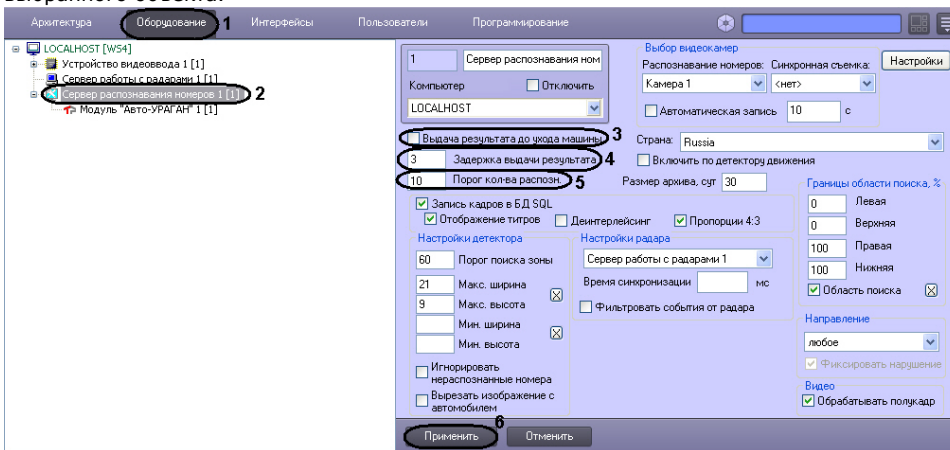 Архитектура Оборудование 1 Интерфейсы Пользователи Программирование
LOCALHOST [WS4]
Устройство видеоввода 1 [1]
Сервер работы с радарами 1 [1]
Сервер распознавания номеров 1 [1] 2
Модуль "Авто-УРАГАН" 1 [1]
1 Сервер распознавания ном
Компьютер Отключить
LOCALHOST
Выбор видеокамер
Распознавание номеров: Синхронная съемка: Настройки
Камера 1 <нет>
Автоматическая запись 10 с
Выдача результата до ухода машины 3
3 Задержка выдачи результата 4
10 Порог кол-ва распозн. 5
Страна: Russia
Включить по детектору движения
Размер архива, сут 30
Запись кадров в БД SQL
Отображение титров Деинтерлейсинг Пропорции 4:3
Настройки детектора
60 Порог поиска зоны
21 Макс. ширина
9 Макс. высота
Мин. ширина
Мин. высота
Игнорировать
нераспознанные номера
Вырезать изображение с
автомобилем
Настройки радара
Сервер работы с радарами 1
Время синхронизации мс
Фильтровать события от радара
Границы области поиска, %
0 Левая
0 Верхняя
100 Правая
100 Нижняя
Область поиска
Направление
любое
Фиксировать нарушение
Видео
Обрабатывать полукадр
6
Применить Отменить